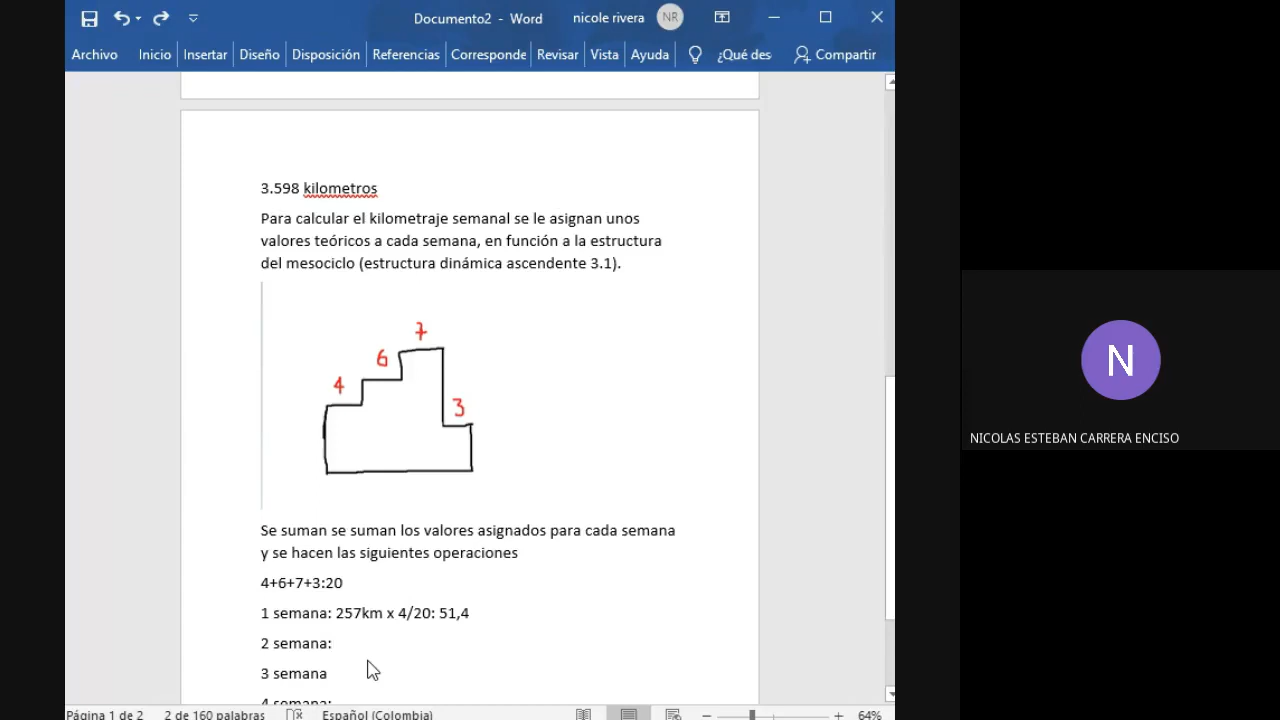 Documento2 - Word
nicole rivera
NR
Archivo Inicio Insertar Diseño Disposición Referencias Corresponde Revisar Vista Ayuda ¿Qué des Compartir
3.598 kilometros
Para calcular el kilometraje semanal se le asignan unos
valores teóricos a cada semana, en función a la estructura
del mesociclo (estructura dinámica ascendente 3.1).
7
6
4
3
Se suman se suman los valores asignados para cada semana
y se hacen las siguientes operaciones
4+6+7+3:20
1 semana: 257km x 4/20: 51,4
2 semana:
3 semana
4 semana:
Página 1 de 2 2 de 160 palabras Español (Colombia) 64%
N
NICOLAS ESTEBAN CARRERA ENCISO